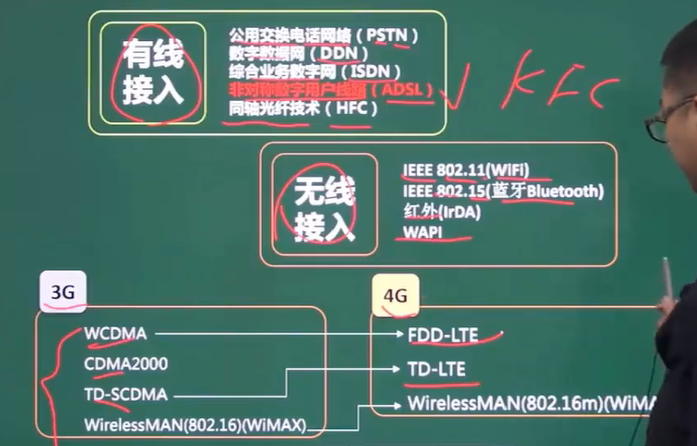 有线
接入
公用交换电话网络（PSTN）
数字数据网（DDN）
综合业务数字网（ISDN）
非对称数字用户线路（ADSL）
同轴光纤技术（HFC）
KFC
无线
接入
IEEE 802.11(WiFi)
IEEE 802.15(蓝牙Bluetooth)
红外(IrDA)
WAPI
3G
WCDMA
CDMA2000
TD-SCDMA
WirelessMAN(802.16)(WiMAX)
4G
FDD-LTE
TD-LTE
WirelessMAN(802.16m)(WiMA